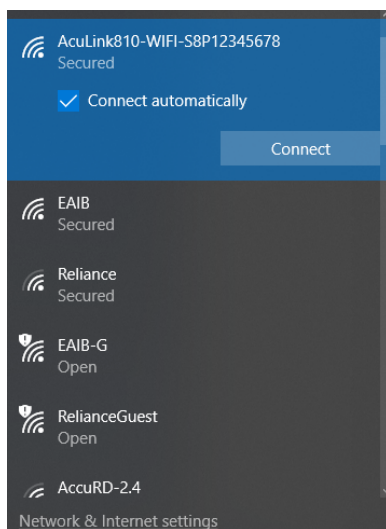 AcuLink810-WIFI-S8P12345678
Secured
Connect automatically
Connect
EAIB
Secured
Reliance
Secured
EAIB-G
Open
RelianceGuest
Open
AccuRD-2.4
Network & Internet settings